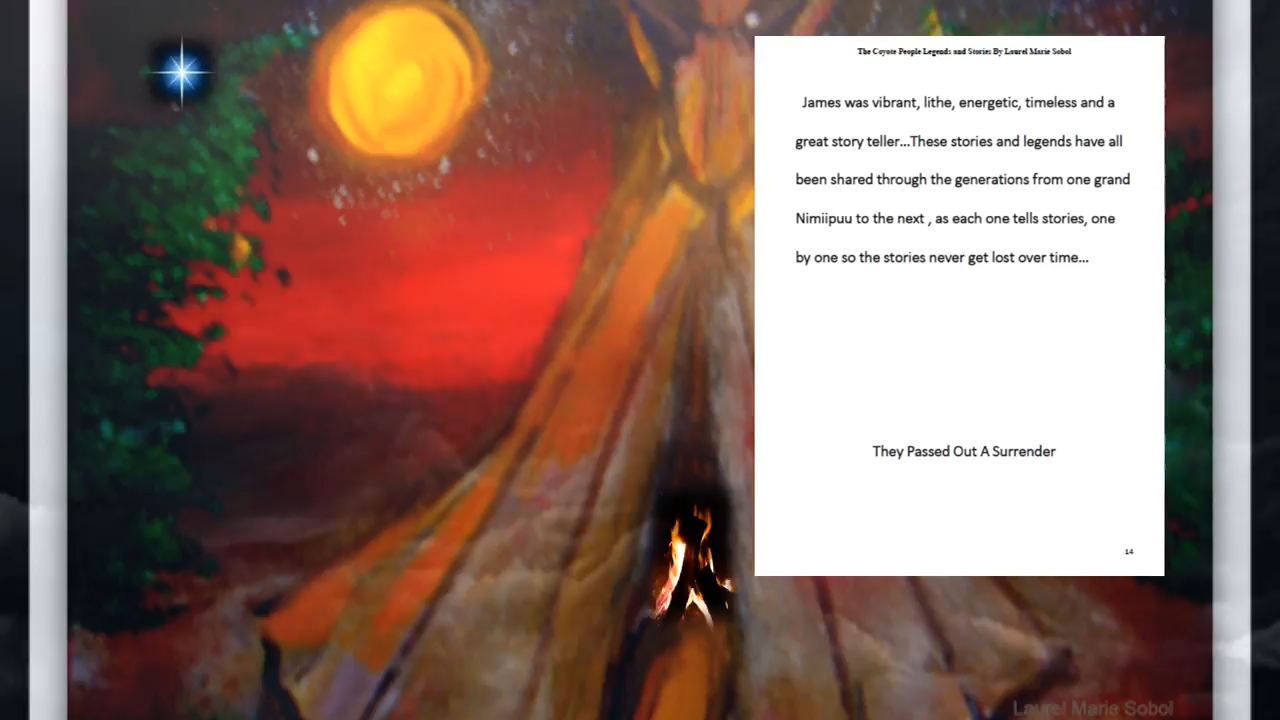 The Coyote People Legends and Stories By Laurel Marie Sobol
James was vibrant, lithe, energetic, timeless and a
great story teller...These stories and legends have all
been shared through the generations from one grand
Nimiipuu to the next , as each one tells stories, one
by one so the stories never get lost over time...
They Passed Out A Surrender
14
Laurel Marie Sobol